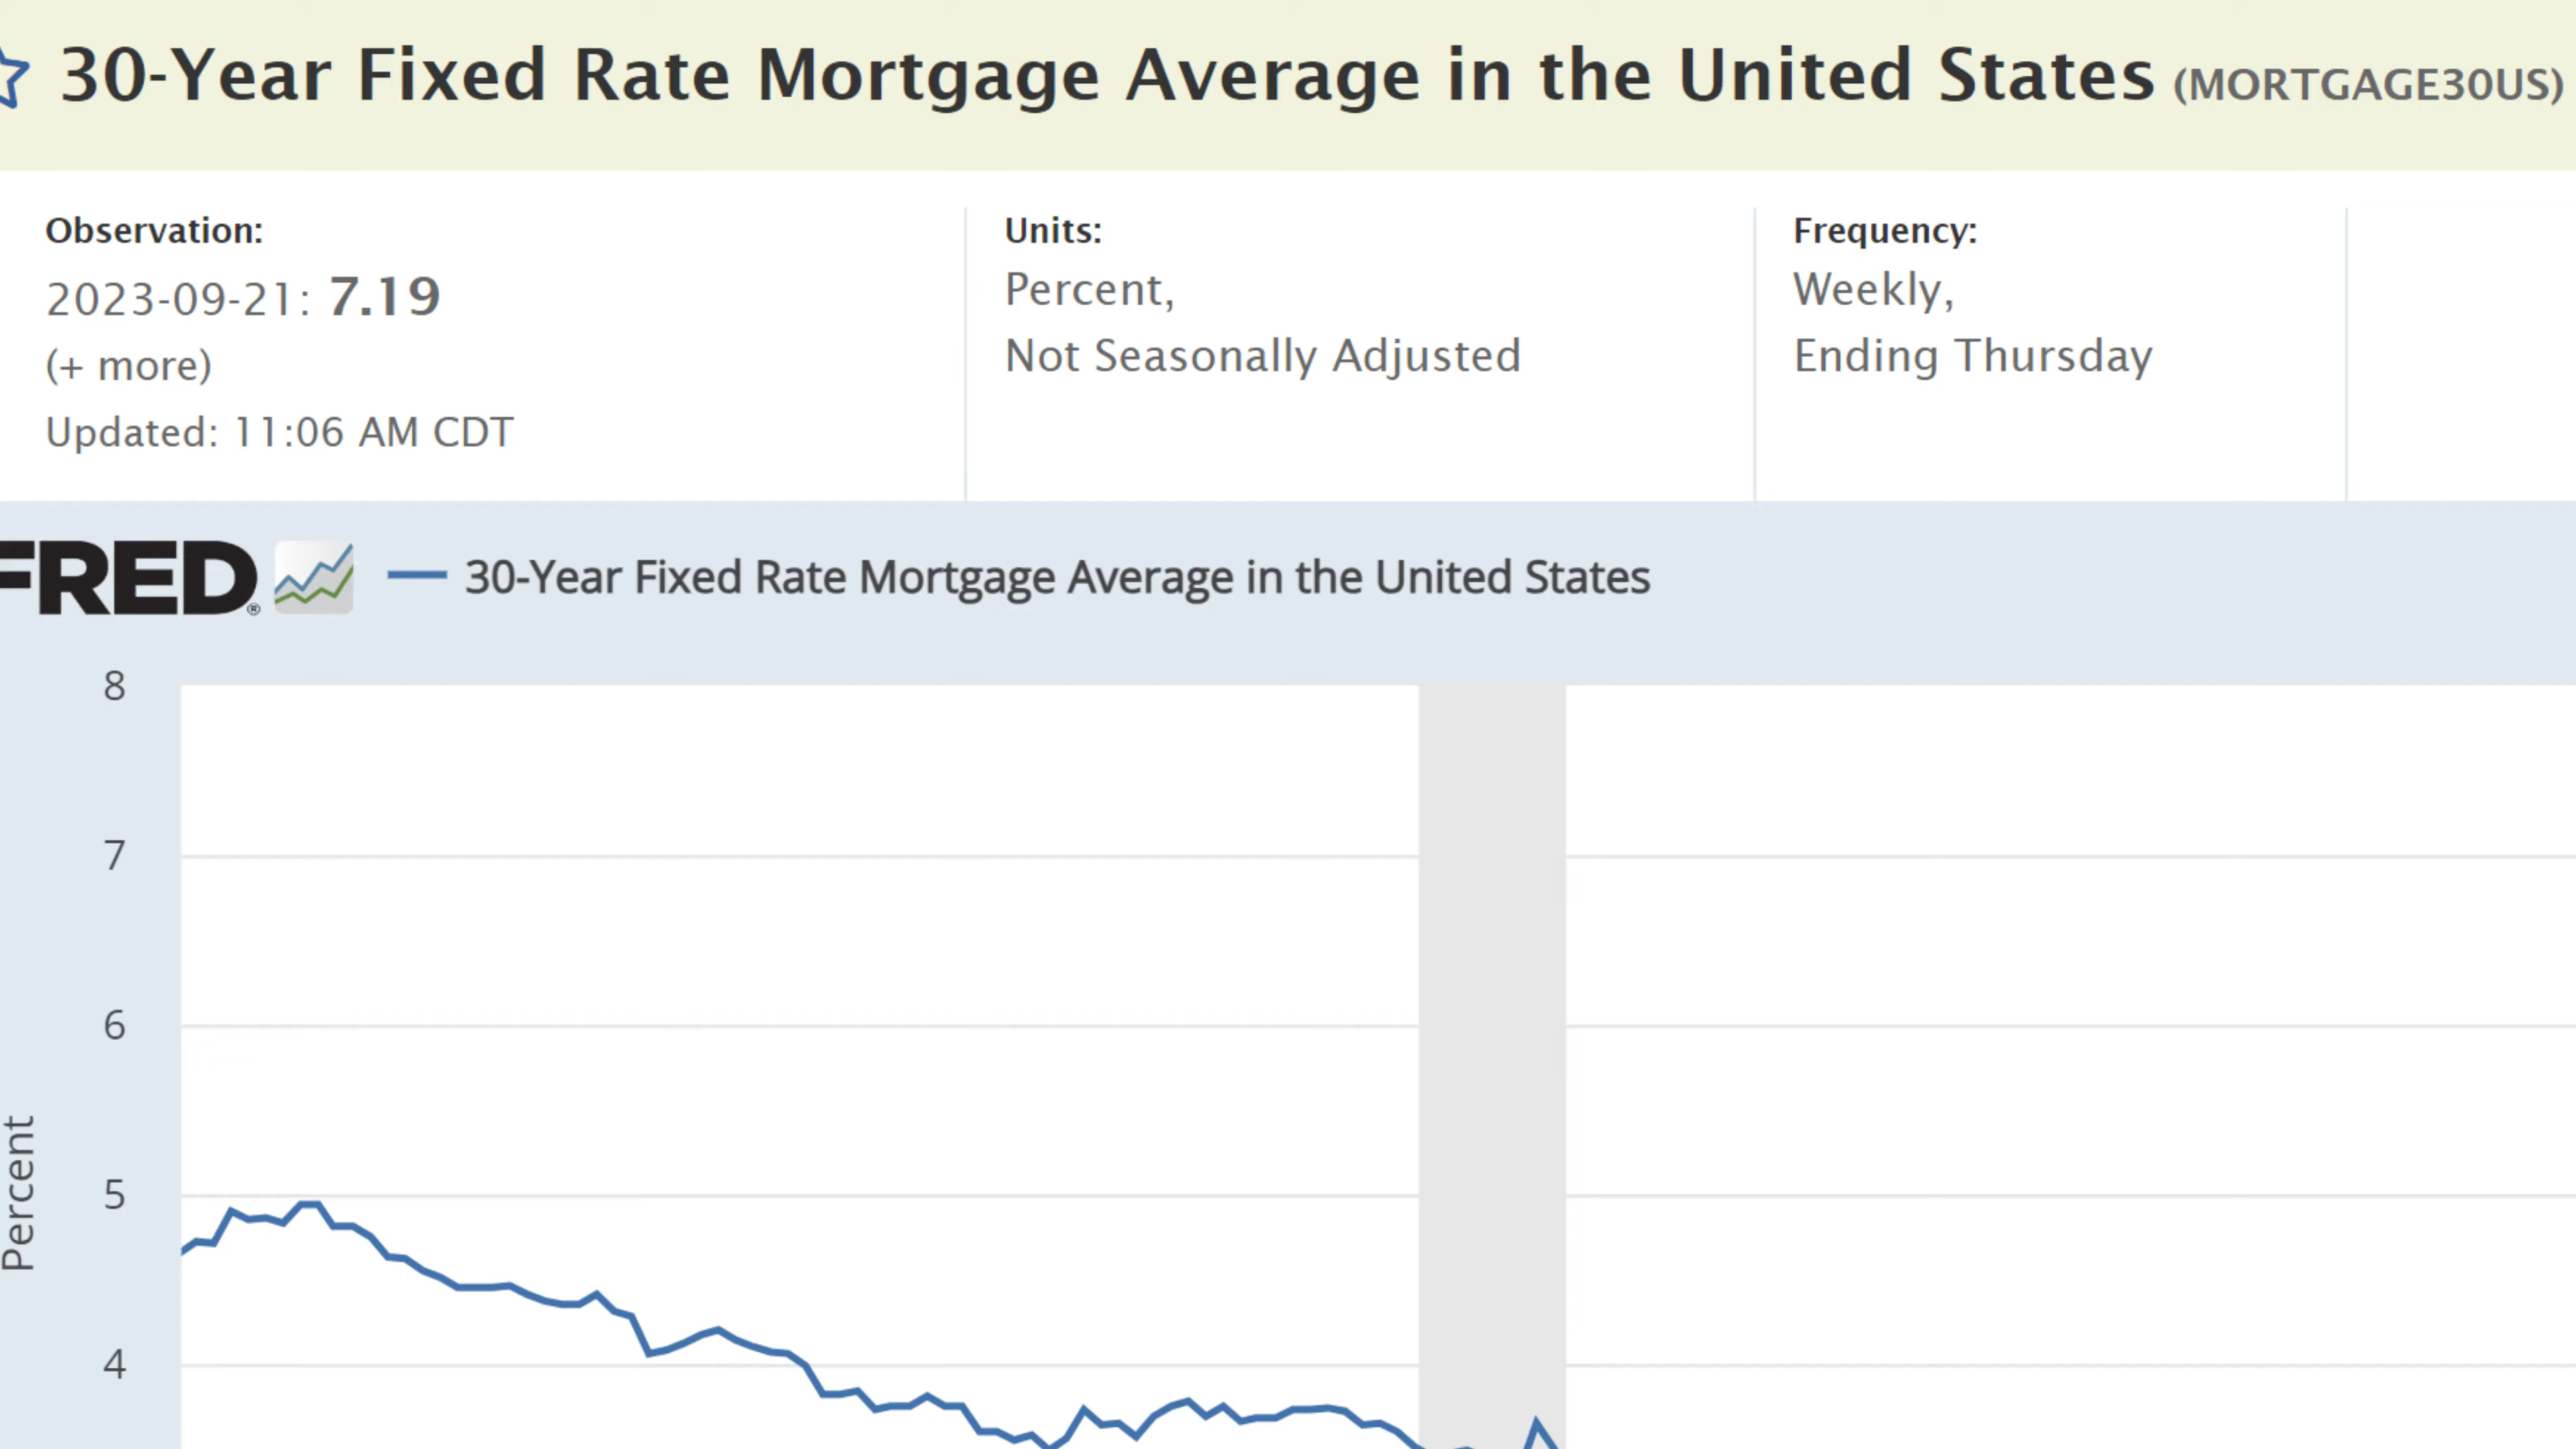 30-Year Fixed Rate Mortgage Average in the United States (MORTGAGE30US)
Observation:
2023-09-21: 7.19
(+ more)
Updated: 11:06 AM CDT
Units:
Percent,
Not Seasonally Adjusted
Frequency:
Weekly,
Ending Thursday
FRED®
30-Year Fixed Rate Mortgage Average in the United States
8
7
6
5
4
Percent